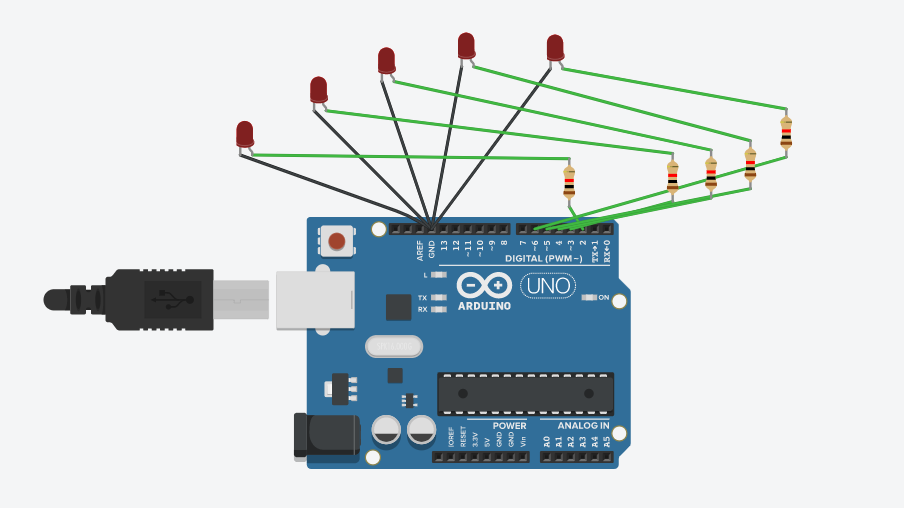 AREF
GND
13
12
~11
~10
~9
8
7
~6
~5
4
~3
2
TX→1
RX←0
DIGITAL (PWM~)
L
TX
RX
ARDUINO
UNO
ON
POWER
ANALOG IN
IOREF
RESET
3.3V
5V
GND
GND
Vin
A0
A1
A2
A3
A4
A5